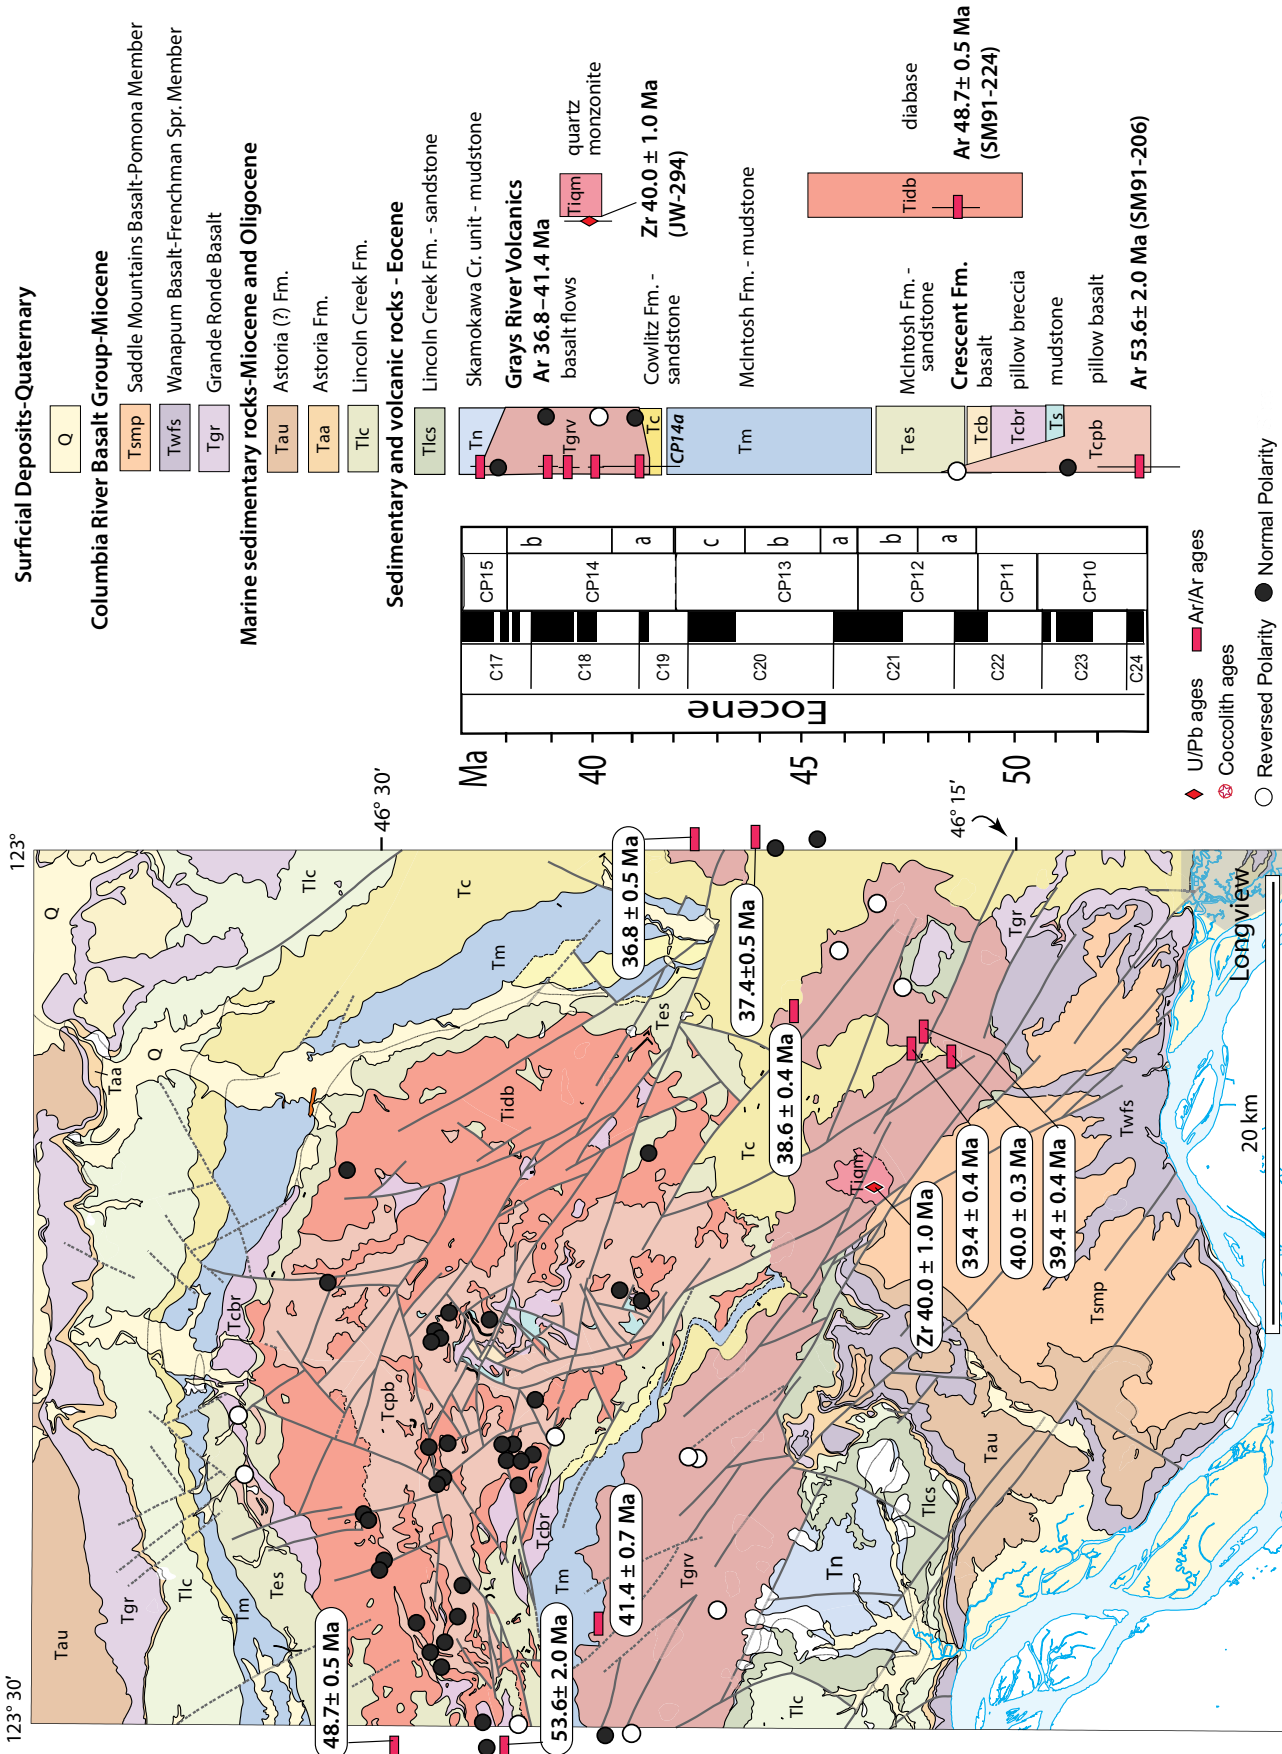 123° 30′
123°
46° 30′
46° 15′
Tau
Tgr
Tlc
Tm
Tes
Taa
Q
Q
Tlc
Tc
Tm
Tes
Tcbr
Tidb
Tcpb
Tcbr
Tm
Tc
Tgrv
Tiqm
Tgr
Twfs
Tsmp
Tau
Tlcs
Tn
Tlc
Longview
20 km
48.7± 0.5 Ma
53.6± 2.0 Ma
41.4 ± 0.7 Ma
36.8 ± 0.5 Ma
37.4±0.5 Ma
38.6 ± 0.4 Ma
Zr 40.0 ± 1.0 Ma
39.4 ± 0.4 Ma
40.0 ± 0.3 Ma
39.4 ± 0.4 Ma
Surficial Deposits-Quaternary
Q
Columbia River Basalt Group-Miocene
Tsmp Saddle Mountains Basalt-Pomona Member
Twfs Wanapum Basalt-Frenchman Spr. Member
Tgr Grande Ronde Basalt
Marine sedimentary rocks-Miocene and Oligocene
Tau Astoria (?) Fm.
Taa Astoria Fm.
Tlc Lincoln Creek Fm.
Sedimentary and volcanic rocks - Eocene
Tlcs Lincoln Creek Fm. - sandstone
Tn Skamokawa Cr. unit - mudstone
Grays River Volcanics
Ar 36.8–41.4 Ma
Tgrv basalt flows
Tiqm quartz
monzonite
Zr 40.0 ± 1.0 Ma
(JW-294)
Tc Cowlitz Fm. -
sandstone
CP14a
Tm McIntosh Fm. - mudstone
Tes McIntosh Fm. -
sandstone
Tidb diabase
Ar 48.7± 0.5 Ma
(SM91-224)
Crescent Fm.
Tcb basalt
Tcbr pillow breccia
Ts mudstone
Tcpb pillow basalt
Ar 53.6± 2.0 Ma (SM91-206)
Ma
40
45
50
Eocene
C17
C18
C19
C20
C21
C22
C23
C24
CP15
CP14
CP13
CP12
CP11
CP10
b
a
c
b
a
b
a
U/Pb ages
Ar/Ar ages
Coccolith ages
Reversed Polarity
Normal Polarity